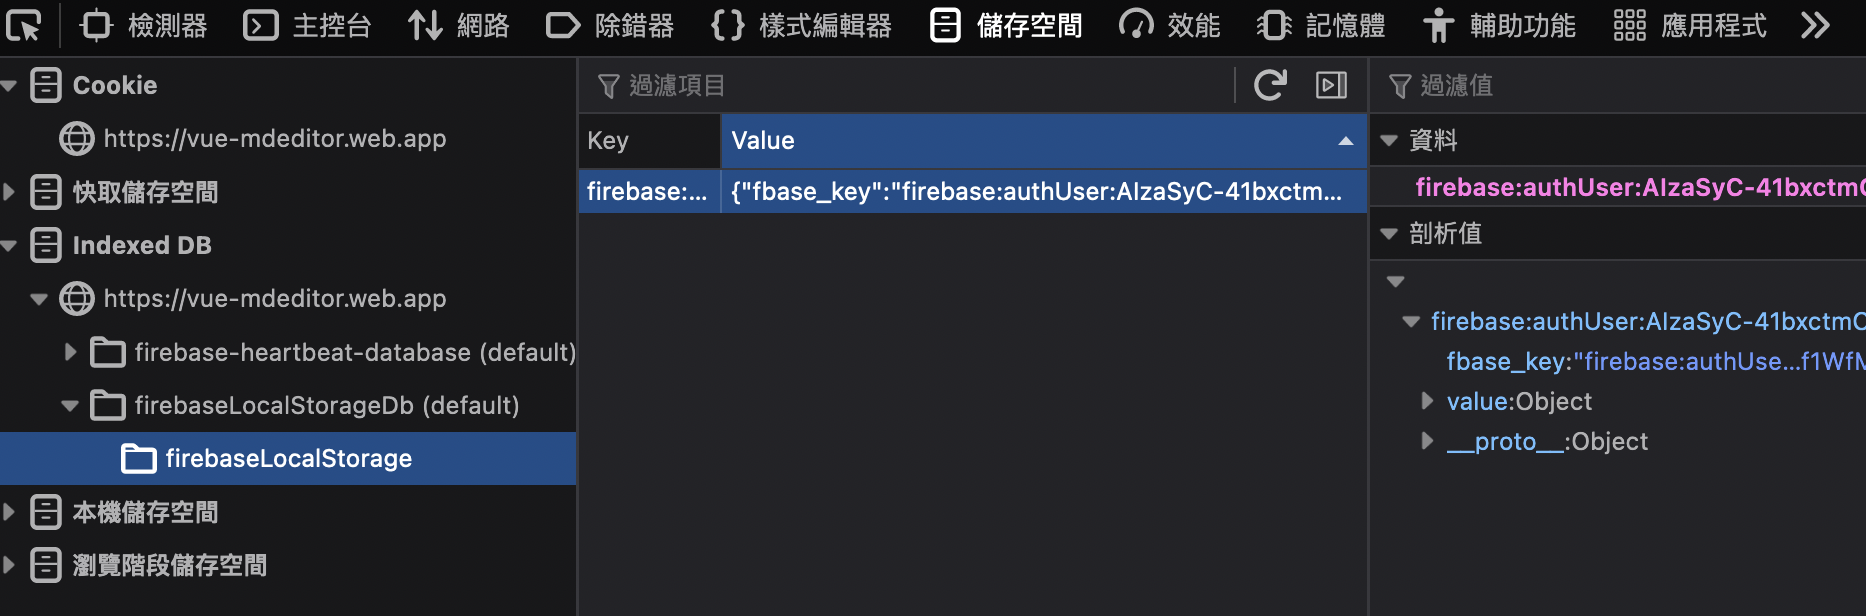 檢測器 主控台 網路 除錯器 樣式編輯器 儲存空間 效能 記憶體 輔助功能 應用程式
Cookie
https://vue-mdeditor.web.app
快取儲存空間
Indexed DB
https://vue-mdeditor.web.app
firebase-heartbeat-database (default)
firebaseLocalStorageDb (default)
firebaseLocalStorage
本機儲存空間
瀏覽階段儲存空間
過濾項目
Key Value
firebase:... {"fbase_key":"firebase:authUser:AIzaSyC-41bxctm...
過濾值
資料
firebase:authUser:AIzaSyC-41bxctmC
剖析值
firebase:authUser:AIzaSyC-41bxctmC
fbase_key:"firebase:authUse...f1WfM
value:Object
__proto__:Object